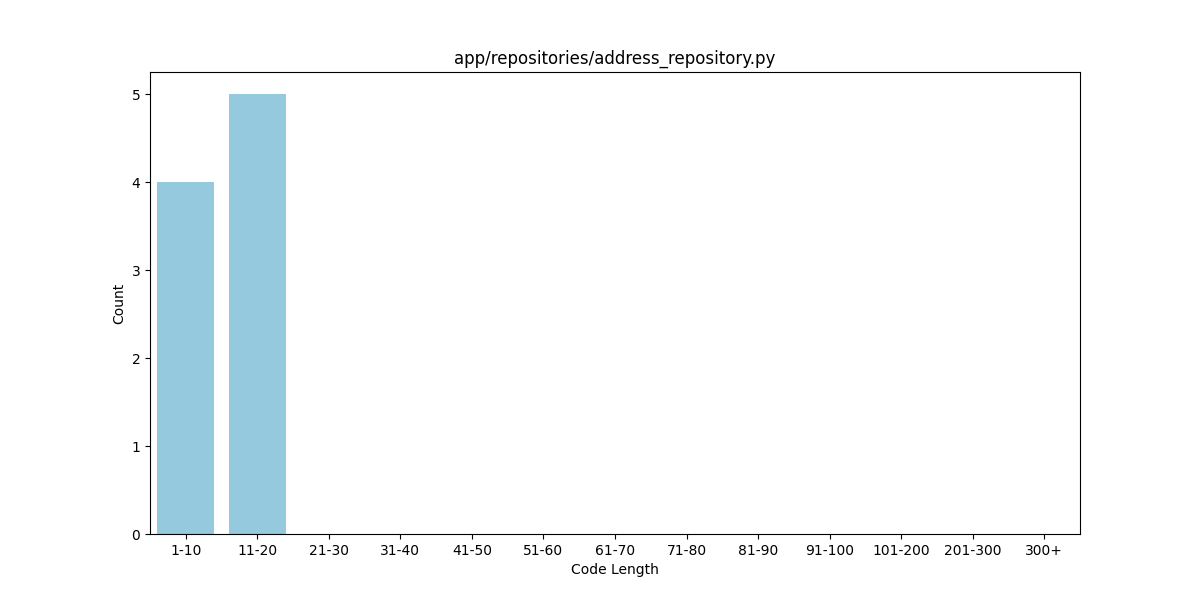 app/repositories/address_repository.py
5
4
3
2
1
0
Count
1-10 11-20 21-30 31-40 41-50 51-60 61-70 71-80 81-90 91-100 101-200 201-300 300+
Code Length